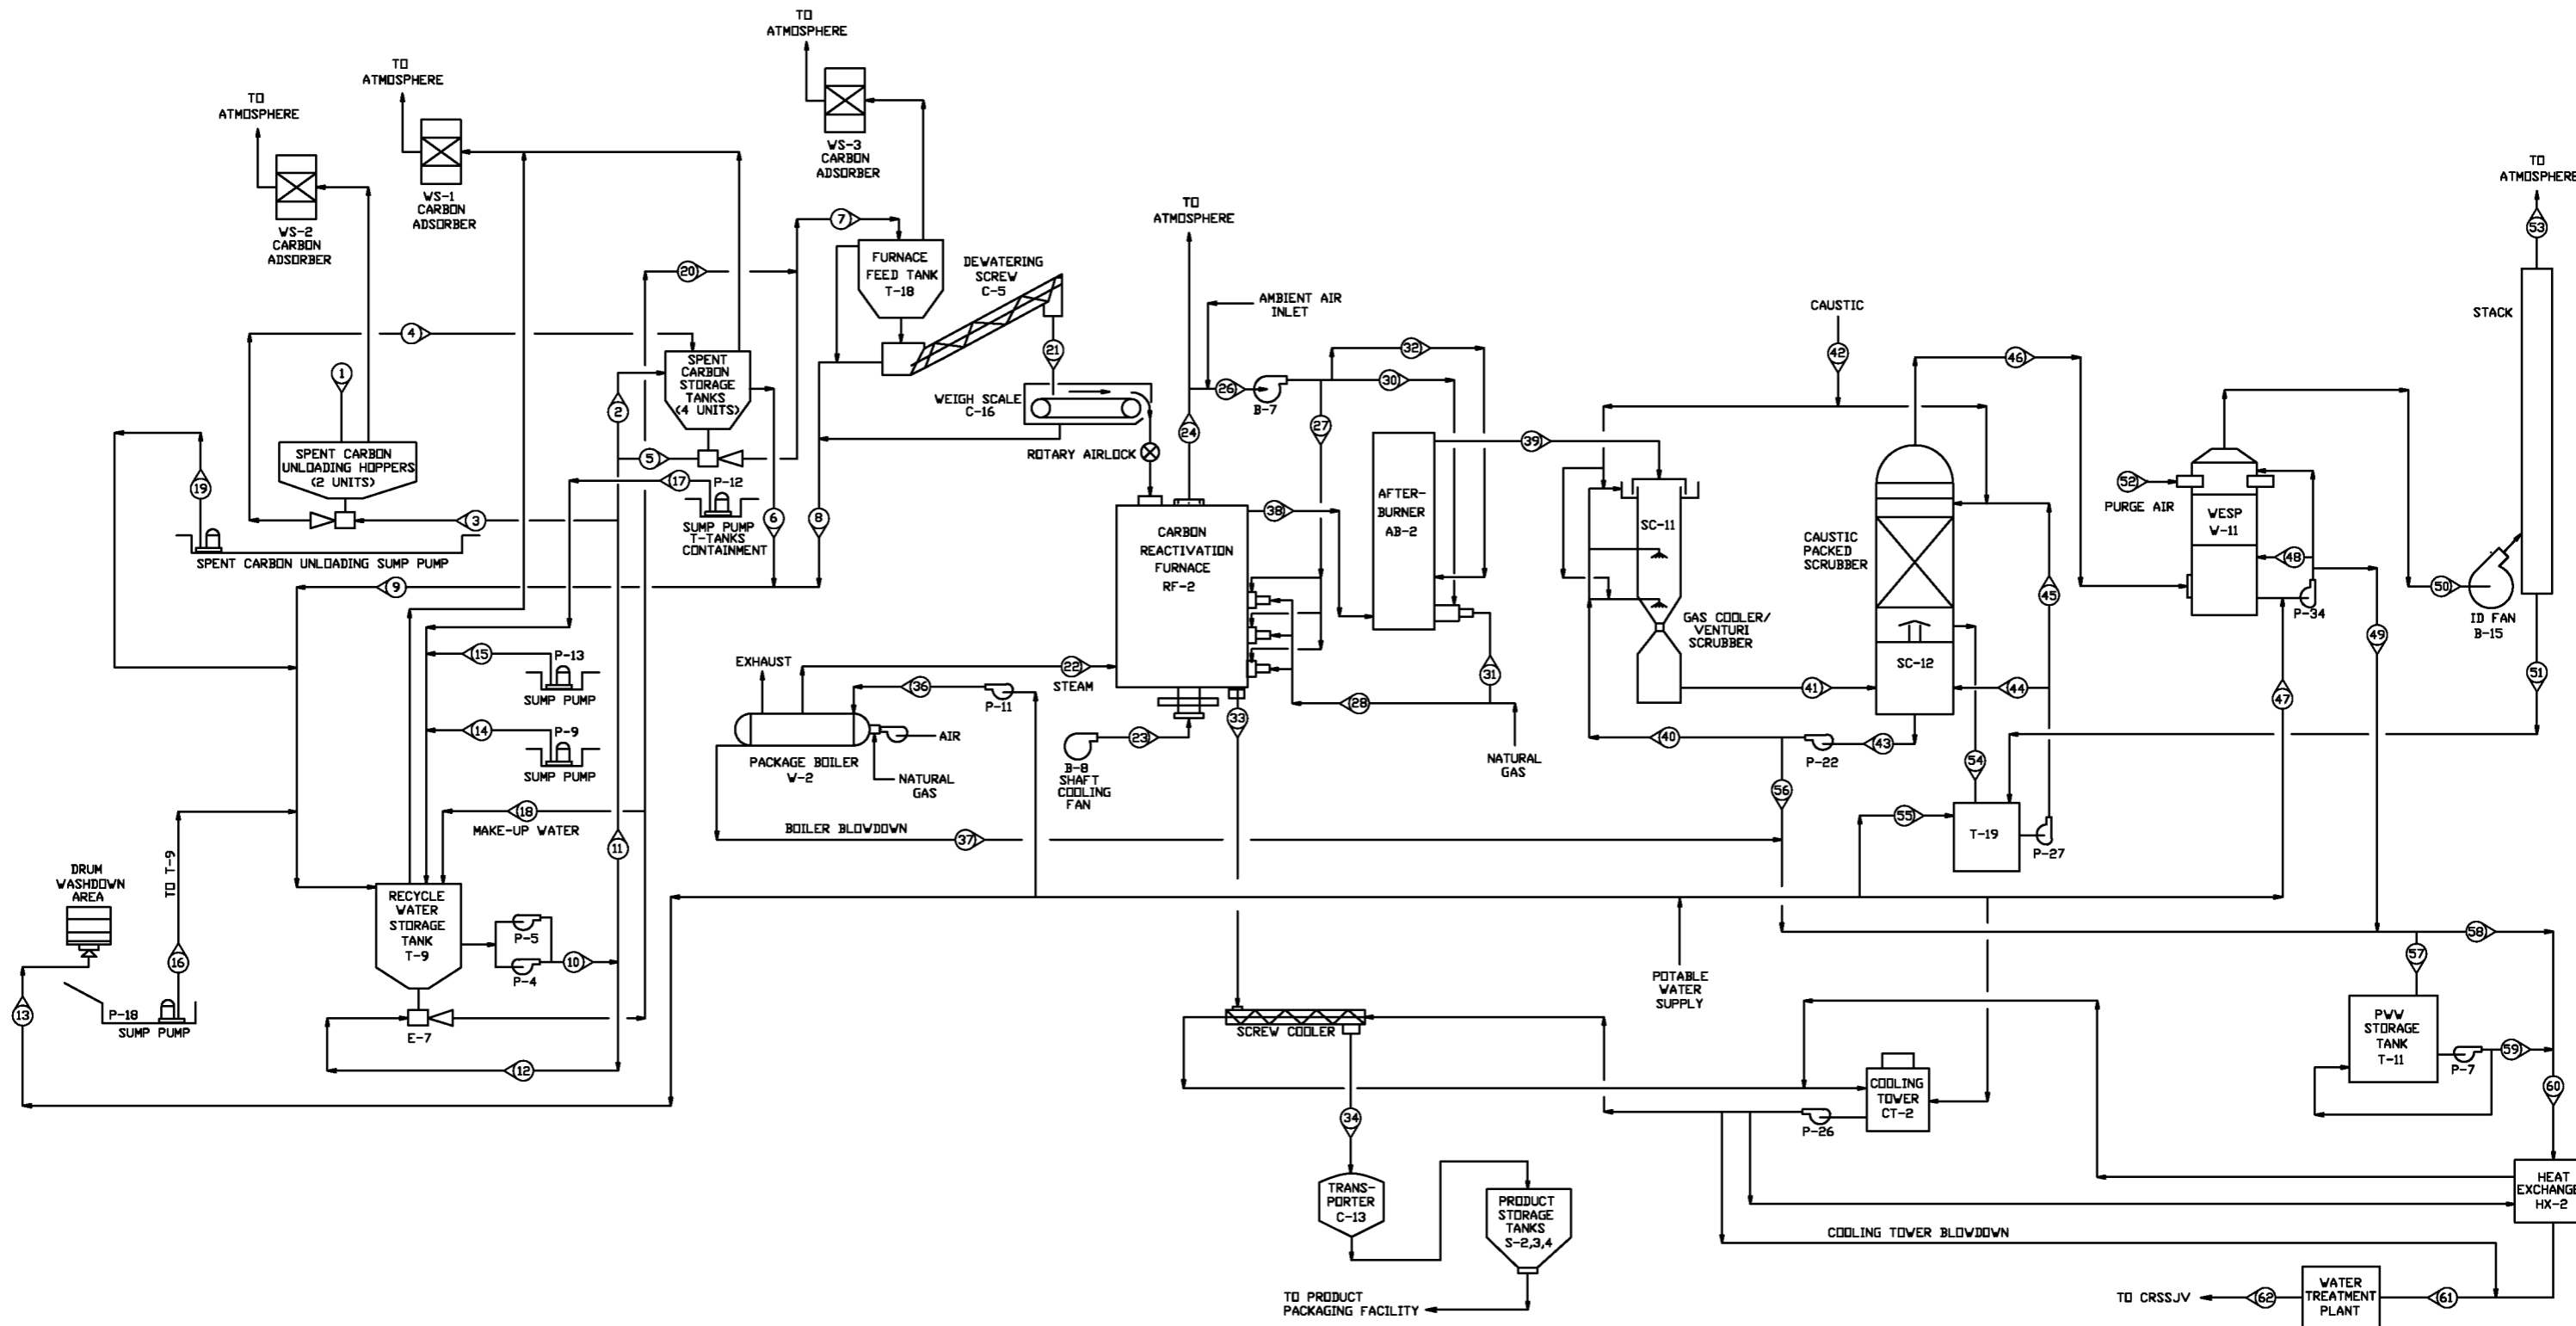 TO
ATMOSPHERE
WS-3
CARBON
ADSORBER
TO
ATMOSPHERE
WS-1
CARBON
ADSORBER
TO
ATMOSPHERE
WS-2
CARBON
ADSORBER
1
SPENT CARBON
UNLOADING HOPPERS
(2 UNITS)
4
3
19
SPENT CARBON UNLOADING SUMP PUMP
9
2
SPENT
CARBON
STORAGE
TANKS
(4 UNITS)
5
17
P-12
SUMP PUMP
T-TANKS
CONTAINMENT
6
8
20
7
FURNACE
FEED TANK
T-18
DEWATERING
SCREW
C-5
21
WEIGH SCALE
C-16
ROTARY AIRLOCK
15
P-13
SUMP PUMP
14
P-9
SUMP PUMP
18
MAKE-UP WATER
11
TO T-9
16
DRUM
WASHDOWN
AREA
13
P-18
SUMP PUMP
RECYCLE
WATER
STORAGE
TANK
T-9
P-5
P-4
10
E-7
12
EXHAUST
PACKAGE BOILER
W-2
AIR
NATURAL
GAS
36
P-11
22
STEAM
BOILER BLOWDOWN
37
B-8
SHAFT
COOLING
FAN
23
33
TO
ATMOSPHERE
AMBIENT AIR
INLET
24
26
B-7
27
30
32
CARBON
REACTIVATION
FURNACE
RF-2
38
28
31
NATURAL
GAS
AFTER-
BURNER
AB-2
39
CAUSTIC
42
SC-11
GAS COOLER/
VENTURI
SCRUBBER
41
40
P-22
43
CAUSTIC
PACKED
SCRUBBER
SC-12
44
45
46
54
55
T-19
P-27
56
52
PURGE AIR
WESP
W-11
48
P-34
47
49
50
ID FAN
B-15
STACK
TO
ATMOSPHERE
53
51
POTABLE
WATER
SUPPLY
58
57
PWW
STORAGE
TANK
T-11
P-7
59
60
SCREW COOLER
34
TRANS-
PORTER
C-13
PRODUCT
STORAGE
TANKS
S-2,3,4
TO PRODUCT
PACKAGING FACILITY
COOLING
TOWER
CT-2
P-26
COOLING TOWER BLOWDOWN
HEAT
EXCHANGE
HX-2
61
WATER
TREATMENT
PLANT
62
TO CRSSJV